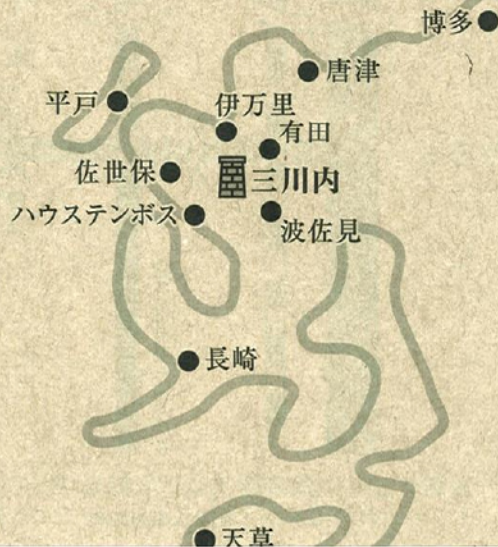 博多
唐津
平戸
伊万里
有田
佐世保
三川内
ハウステンボス
波佐見
長崎
天草